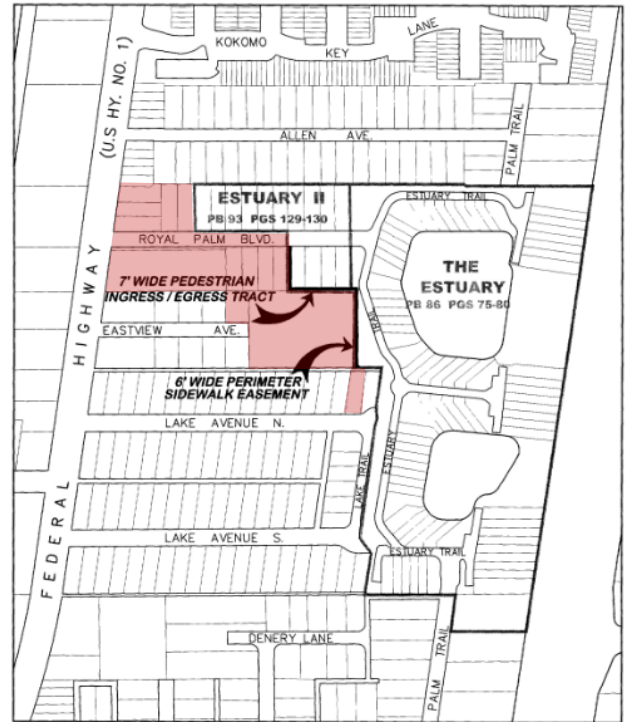 LANE
KOKOMO
KEY
(U.S HY. NO. 1)
ALLEN AVE.
PALM TRAIL
ESTUARY II
PB 93 PGS 129-130
ESTUARY TRAIL
ROYAL PALM BLVD.
THE
ESTUARY
PB 86 PGS 75-80
7' WIDE PEDESTRIAN
INGRESS / EGRESS TRACT
TRAIL
HIGHWAY
EASTVIEW AVE.
6' WIDE PERIMETER
SIDEWALK EASEMENT
LAKE AVENUE N.
ESTUARY
LAKE TRAIL
LAKE AVENUE S.
ESTUARY TRAIL
FEDERAL
DENERY LANE
PALM TRAIL